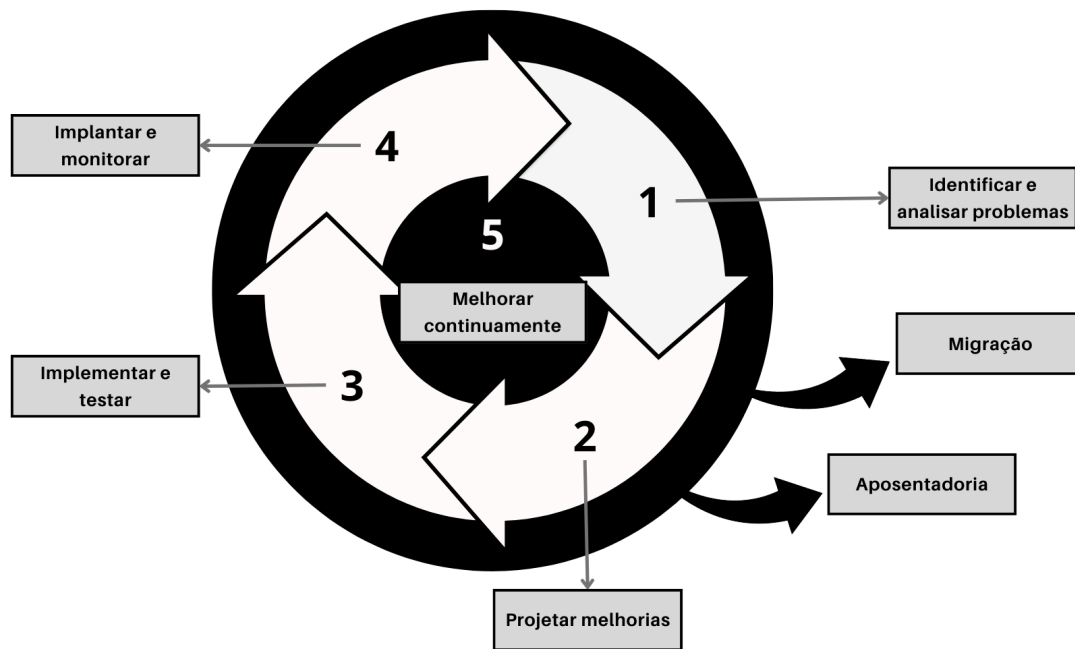 4
Implantar e
monitorar
1
Identificar e
analisar problemas
5
Melhorar
continuamente
Migração
3
Implementar e
testar
2
Aposentadoria
Projetar melhorias